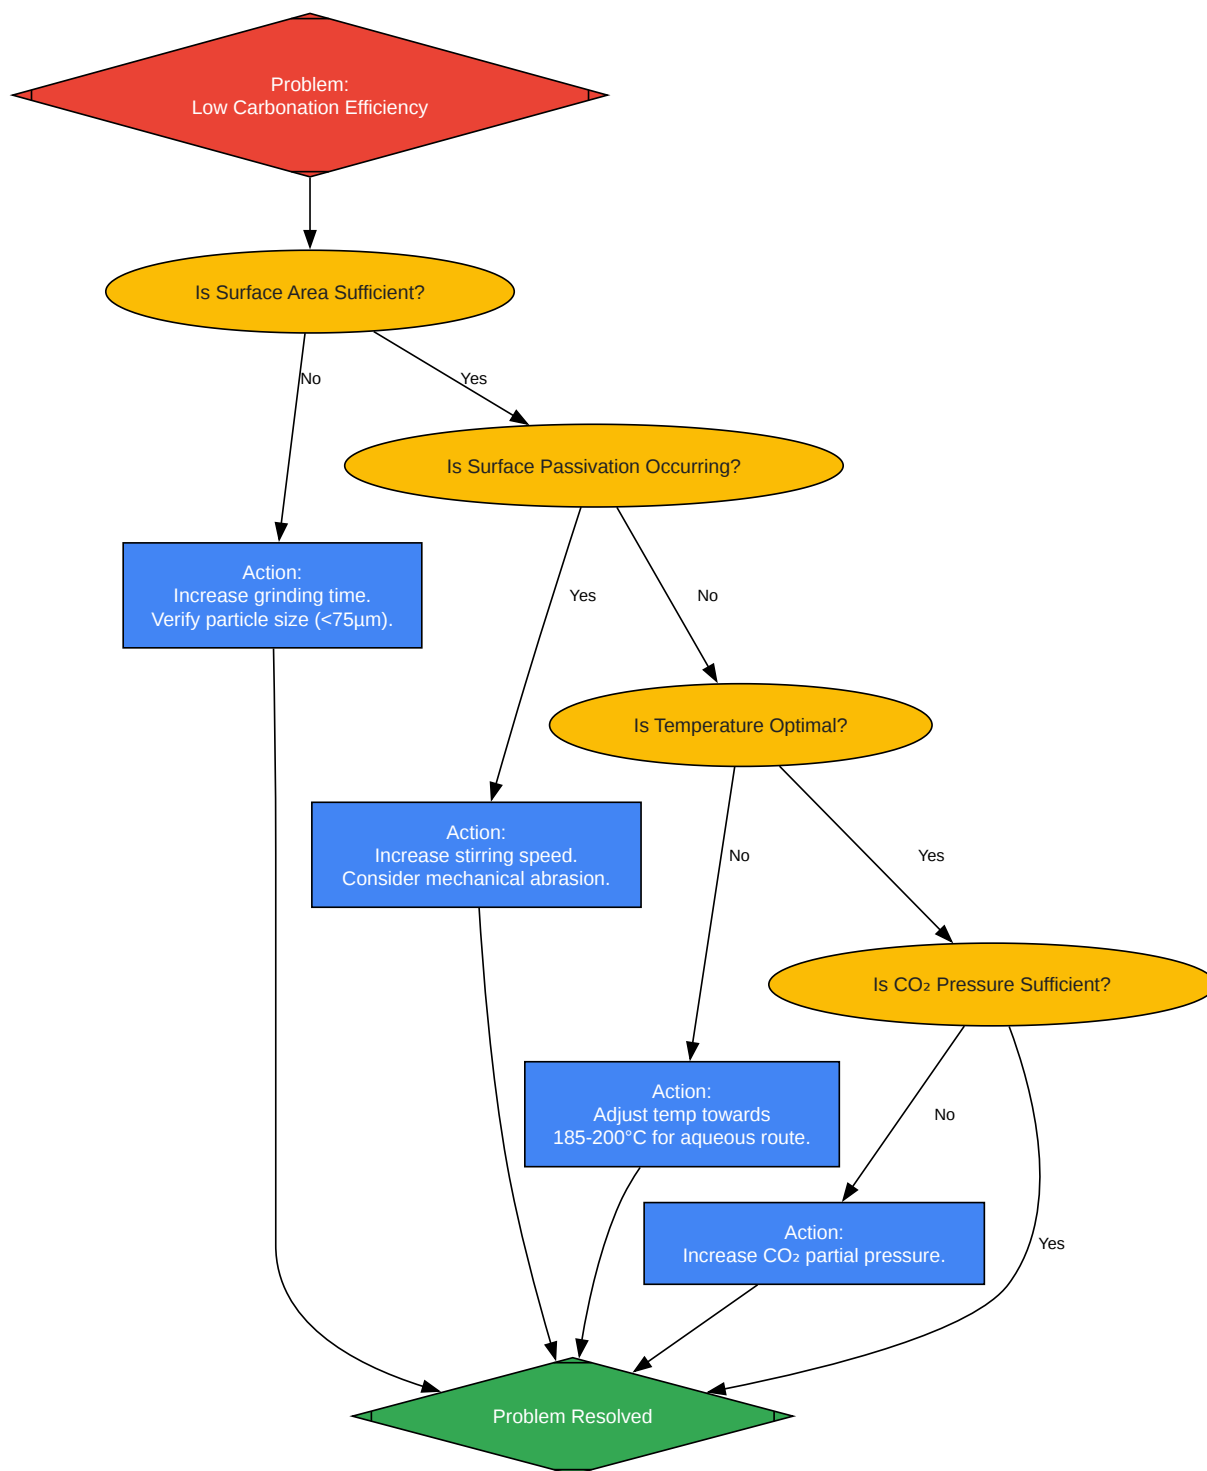 Problem:
Low Carbonation Efficiency
Is Surface Area Sufficient?
No
Yes
Is Surface Passivation Occurring?
Action:
Increase grinding time.
Verify particle size (<75µm).
Yes
No
Is Temperature Optimal?
Action:
Increase stirring speed.
Consider mechanical abrasion.
No
Yes
Is CO₂ Pressure Sufficient?
Action:
Adjust temp towards
185-200°C for aqueous route.
No
Action:
Increase CO₂ partial pressure.
Yes
Problem Resolved